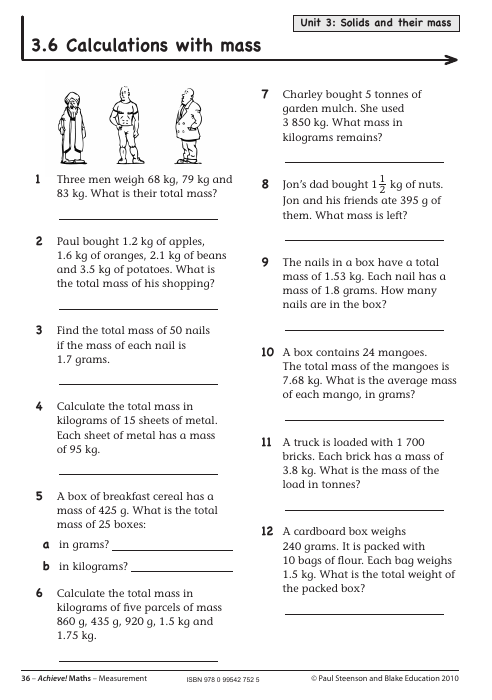 Unit 3: Solids and their mass
3.6 Calculations with mass
1 Three men weigh 68 kg, 79 kg and
83 kg. What is their total mass?
2 Paul bought 1.2 kg of apples,
1.6 kg of oranges, 2.1 kg of beans
and 3.5 kg of potatoes. What is
the total mass of his shopping?
3 Find the total mass of 50 nails
if the mass of each nail is
1.7 grams.
4 Calculate the total mass in
kilograms of 15 sheets of metal.
Each sheet of metal has a mass
of 95 kg.
5 A box of breakfast cereal has a
mass of 425 g. What is the total
mass of 25 boxes:
a in grams?
b in kilograms?
6 Calculate the total mass in
kilograms of five parcels of mass
860 g, 435 g, 920 g, 1.5 kg and
1.75 kg.
7 Charley bought 5 tonnes of
garden mulch. She used
3 850 kg. What mass in
kilograms remains?
8 Jon's dad bought 1 1/2 kg of nuts.
Jon and his friends ate 395 g of
them. What mass is left?
9 The nails in a box have a total
mass of 1.53 kg. Each nail has a
mass of 1.8 grams. How many
nails are in the box?
10 A box contains 24 mangoes.
The total mass of the mangoes is
7.68 kg. What is the average mass
of each mango, in grams?
11 A truck is loaded with 1 700
bricks. Each brick has a mass of
3.8 kg. What is the mass of the
load in tonnes?
12 A cardboard box weighs
240 grams. It is packed with
10 bags of flour. Each bag weighs
1.5 kg. What is the total weight of
the packed box?
36 – Achieve! Maths – Measurement
ISBN 978 0 99542 752 5
© Paul Steenson and Blake Education 2010